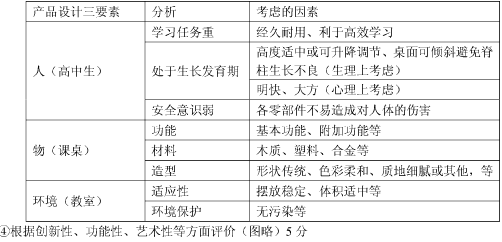 产品设计三要素 分析 考虑的因素
人（高中生） 学习任务重 经久耐用、利于高效学习
处于生长发育期 高度适中或可升降调节、桌面可倾斜避免脊
柱生长不良（生理上考虑）
明快、大方（心理上考虑）
安全意识弱 各零部件不易造成对人体的伤害
物（课桌） 功能 基本功能、附加功能等
材料 木质、塑料、合金等
造型 形状传统、色彩柔和、质地细腻或其他，等
环境（教室） 适应性 摆放稳定、体积适中等
环境保护 无污染等
④根据创新性、功能性、艺术性等方面评价（图略）5 分